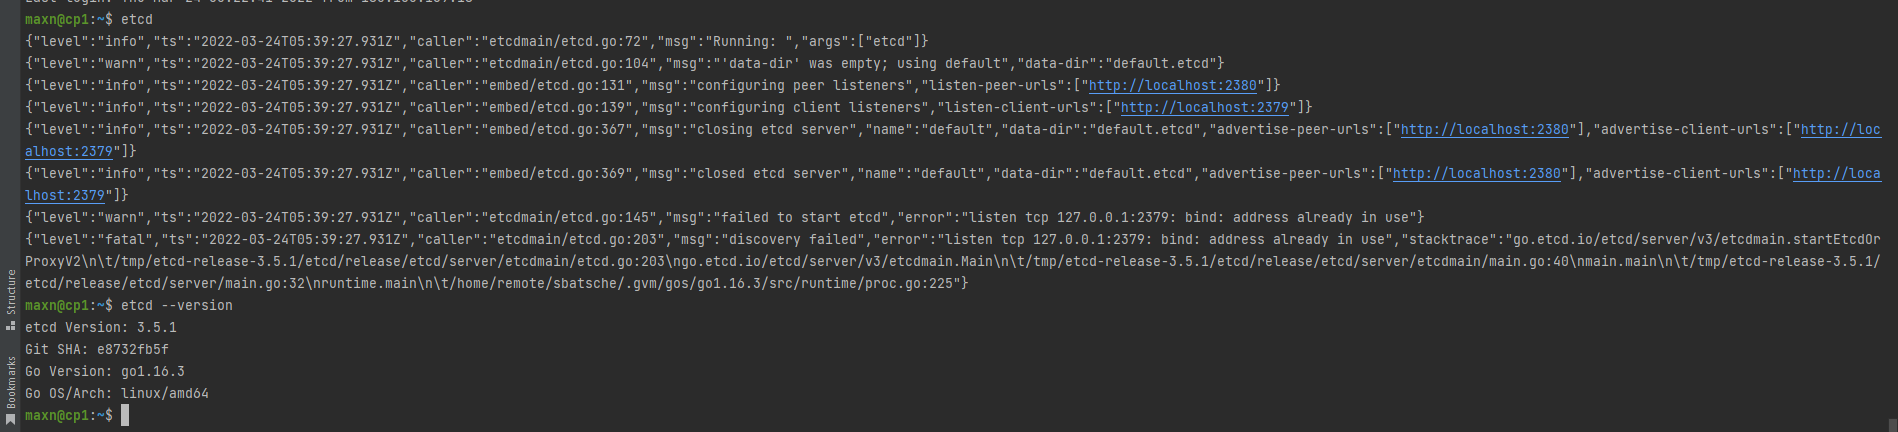 maxn@cp1:~$ etcd
{"level":"info","ts":"2022-03-24T05:39:27.931Z","caller":"etcdmain/etcd.go:72","msg":"Running: ","args":["etcd"]}
{"level":"warn","ts":"2022-03-24T05:39:27.931Z","caller":"etcdmain/etcd.go:104","msg":"'data-dir' was empty; using default","data-dir":"default.etcd"}
{"level":"info","ts":"2022-03-24T05:39:27.931Z","caller":"embed/etcd.go:131","msg":"configuring peer listeners","listen-peer-urls":["http://localhost:2380"]}
{"level":"info","ts":"2022-03-24T05:39:27.931Z","caller":"embed/etcd.go:139","msg":"configuring client listeners","listen-client-urls":["http://localhost:2379"]}
{"level":"info","ts":"2022-03-24T05:39:27.931Z","caller":"embed/etcd.go:367","msg":"closing etcd server","name":"default","data-dir":"default.etcd","advertise-peer-urls":["http://localhost:2380"],"advertise-client-urls":["http://loc
alhost:2379"]}
{"level":"info","ts":"2022-03-24T05:39:27.931Z","caller":"embed/etcd.go:369","msg":"closed etcd server","name":"default","data-dir":"default.etcd","advertise-peer-urls":["http://localhost:2380"],"advertise-client-urls":["http://loca
lhost:2379"]}
{"level":"warn","ts":"2022-03-24T05:39:27.931Z","caller":"etcdmain/etcd.go:145","msg":"failed to start etcd","error":"listen tcp 127.0.0.1:2379: bind: address already in use"}
{"level":"fatal","ts":"2022-03-24T05:39:27.931Z","caller":"etcdmain/etcd.go:203","msg":"discovery failed","error":"listen tcp 127.0.0.1:2379: bind: address already in use","stacktrace":"go.etcd.io/etcd/server/v3/etcdmain.startEtcdOr
ProxyV2\n\t/tmp/etcd-release-3.5.1/etcd/release/etcd/server/etcdmain/etcd.go:203\ngo.etcd.io/etcd/server/v3/etcdmain.Main\n\t/tmp/etcd-release-3.5.1/etcd/release/etcd/server/etcdmain/main.go:40\nmain.main\n\t/tmp/etcd-release-3.5.1/
etcd/release/etcd/server/main.go:32\nruntime.main\n\t/home/remote/sbatsche/.gvm/gos/go1.16.3/src/runtime/proc.go:225"}
maxn@cp1:~$ etcd --version
etcd Version: 3.5.1
Git SHA: e8732fb5f
Go Version: go1.16.3
Go OS/Arch: linux/amd64
maxn@cp1:~$
Structure
Bookmarks